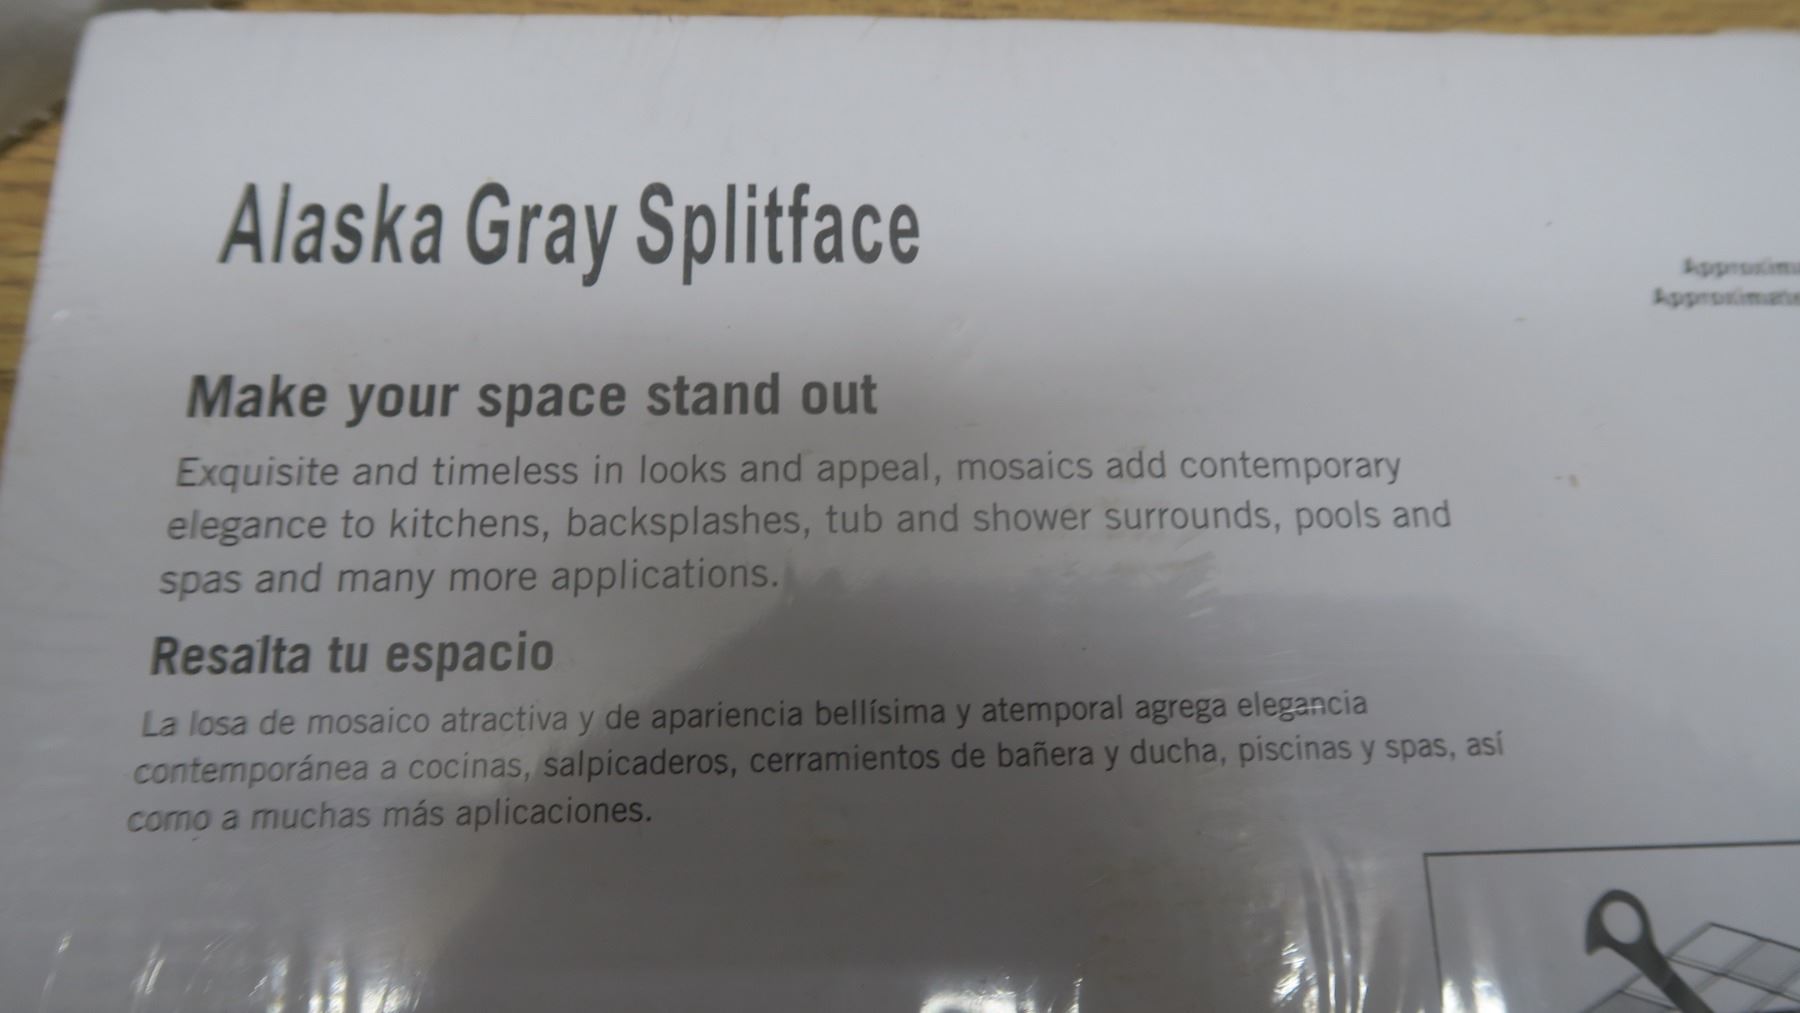 Alaska Gray Splitface
Make your space stand out
Exquisite and timeless in looks and appeal, mosaics add contemporary
elegance to kitchens, backsplashes, tub and shower surrounds, pools and
spas and many more applications.
Resalta tu espacio
La losa de mosaico atractiva y de apariencia bellísima y atemporal agrega elegancia
contemporánea a cocinas, salpicaderos, cerramientos de bañera y ducha, piscinas y spas, así
como a muchas más aplicaciones.